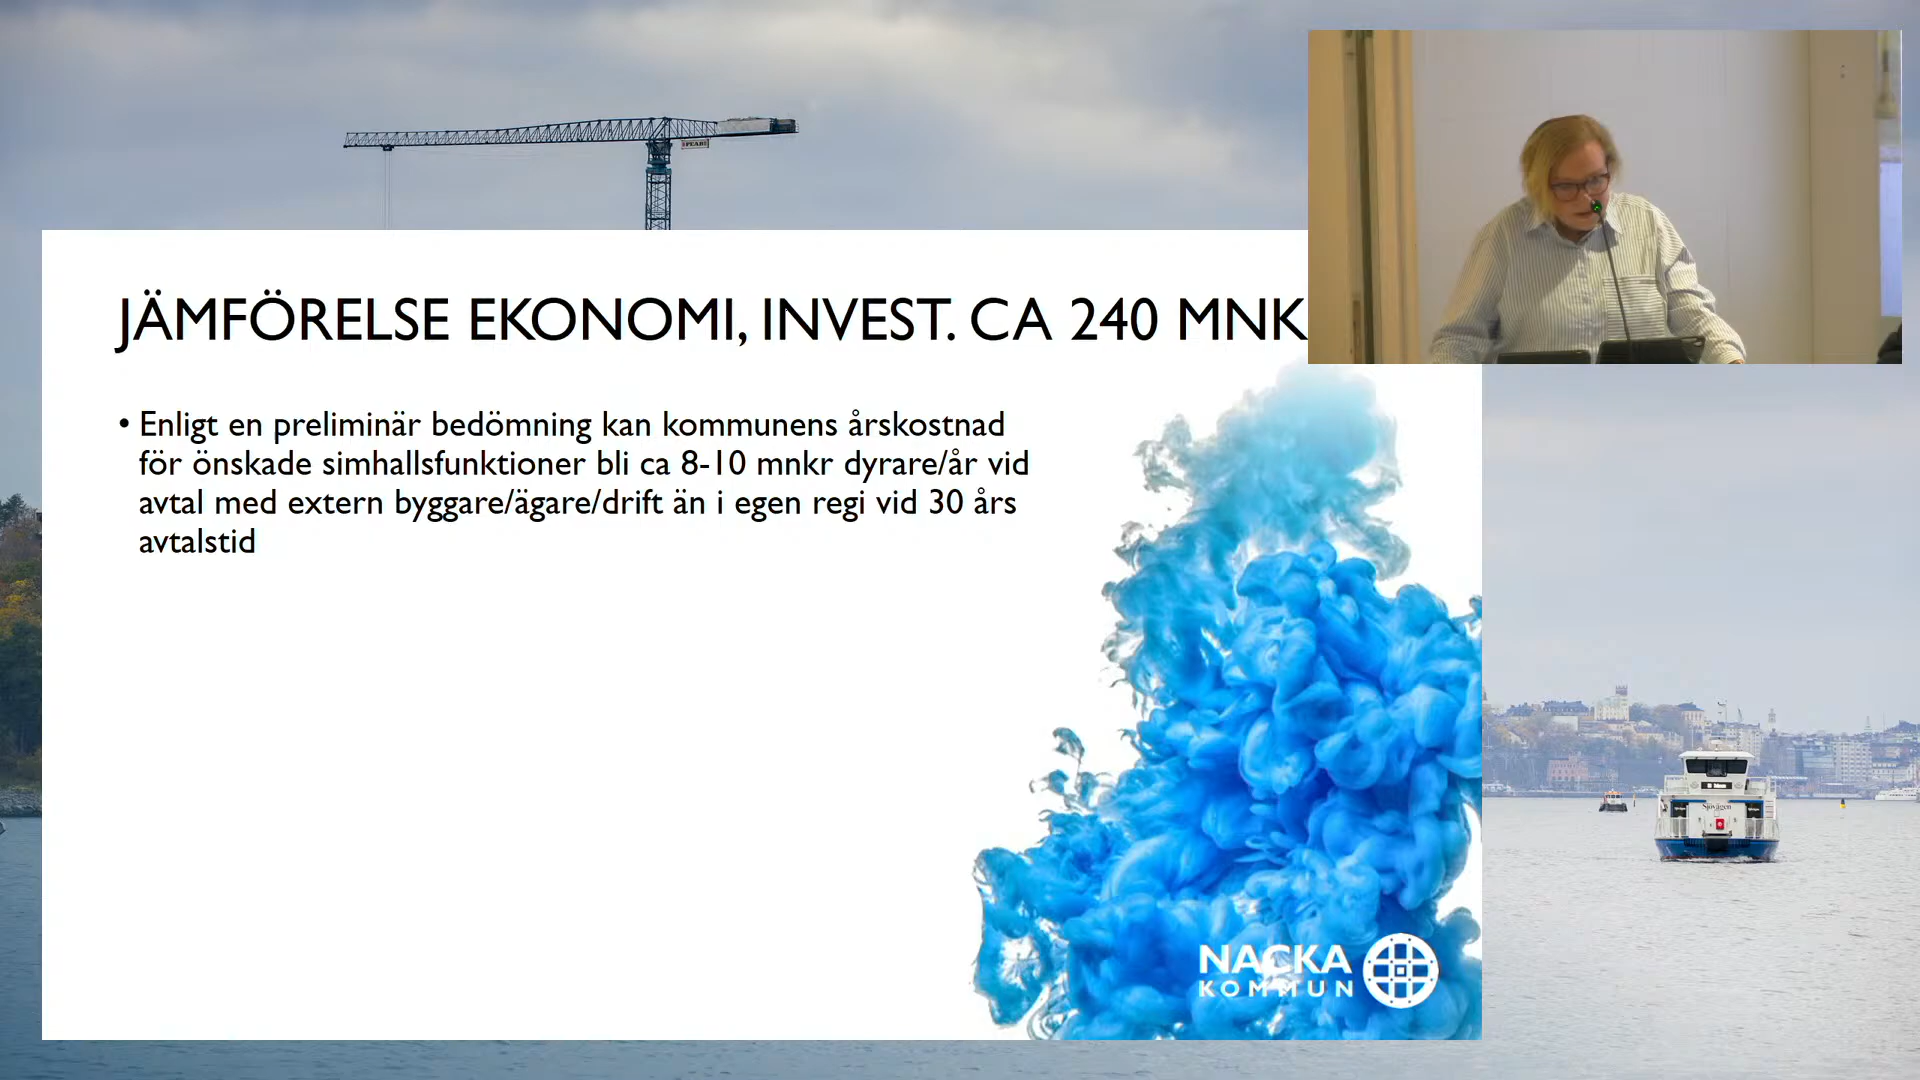 PEAB
JÄMFÖRELSE EKONOMI, INVEST. CA 240 MNK
• Enligt en preliminär bedömning kan kommunens årskostnad
för önskade simhallsfunktioner bli ca 8-10 mnkr dyrare/år vid
avtal med extern byggare/ägare/drift än i egen regi vid 30 års
avtalstid
Sjövägen
NACKA
KOMMUN